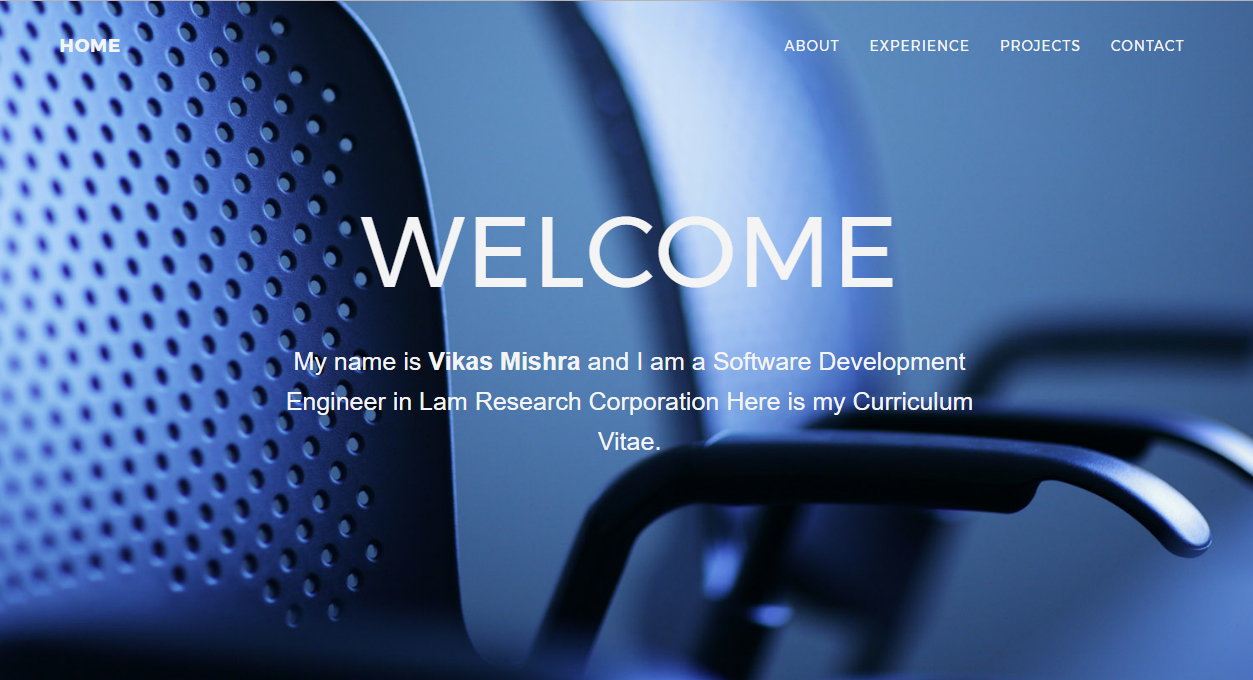 HOME ABOUT EXPERIENCE PROJECTS CONTACT
WELCOME
My name is Vikas Mishra and I am a Software Development
Engineer in Lam Research Corporation Here is my Curriculum
Vitae.